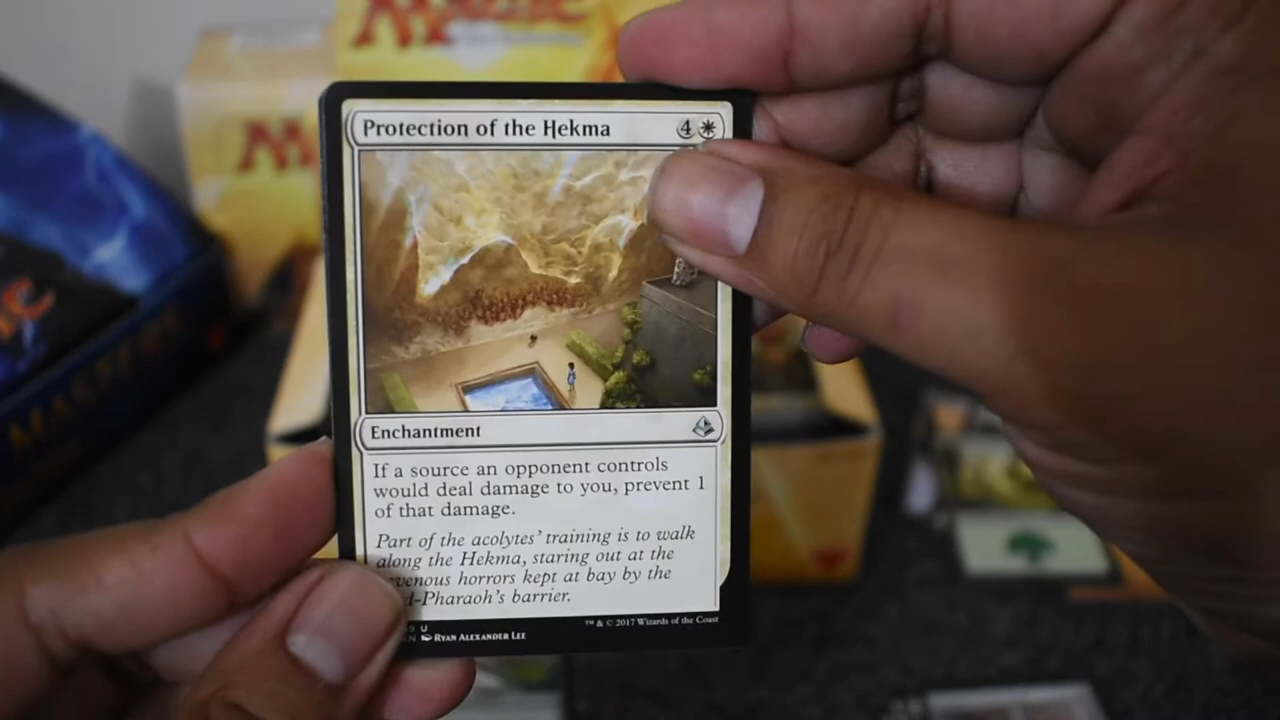 Magic
Protection of the Hekma 4
Enchantment
If a source an opponent controls
would deal damage to you, prevent 1
of that damage.
Part of the acolytes' training is to walk
along the Hekma, staring out at the
horrors kept at bay by the
barrier.
U
™ & © 2017 Wizards of the Coast
RYAN ALEXANDER LEE